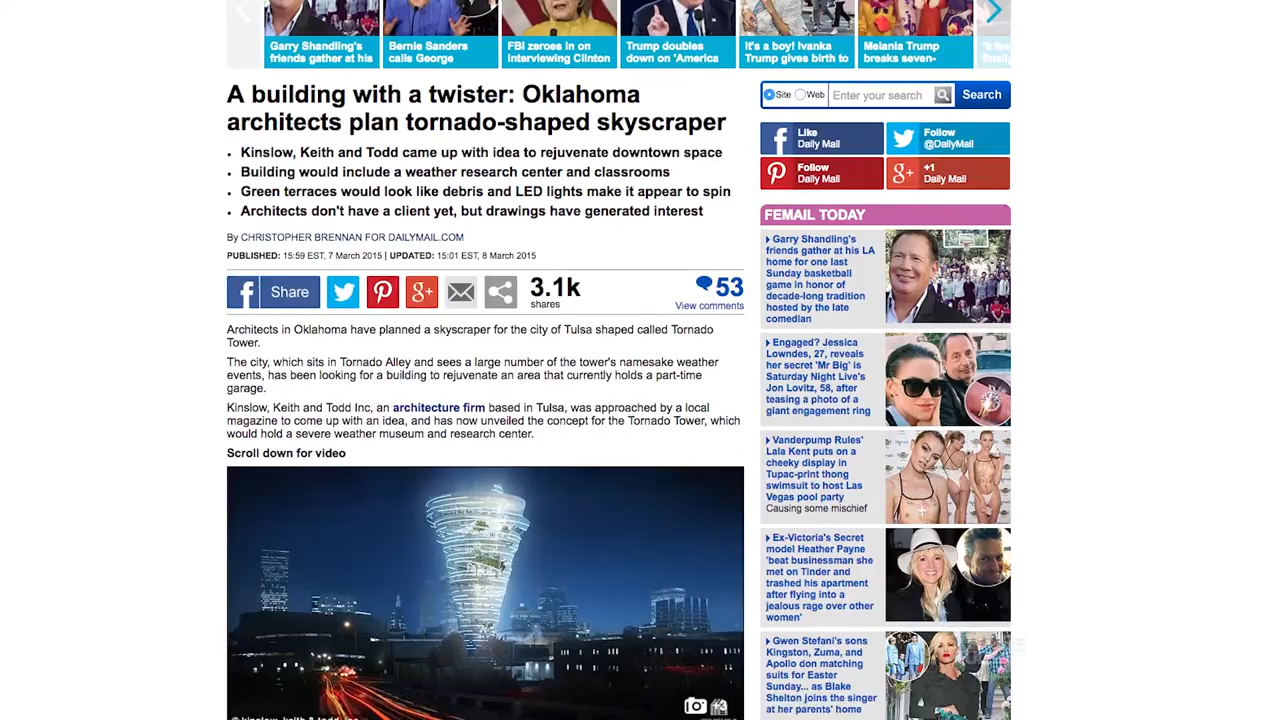 Garry Shandling's
friends gather at his
Bernie Sanders
calls George
FBI zeroes in on
interviewing Clinton
Trump doubles
down on 'America
It's a boy! Ivanka
Trump gives birth to
Melania Trump
breaks seven-
A building with a twister: Oklahoma
architects plan tornado-shaped skyscraper
Kinslow, Keith and Todd came up with idea to rejuvenate downtown space
Building would include a weather research center and classrooms
Green terraces would look like debris and LED lights make it appear to spin
Architects don't have a client yet, but drawings have generated interest
By CHRISTOPHER BRENNAN FOR DAILYMAIL.COM
PUBLISHED: 15:59 EST, 7 March 2015 | UPDATED: 15:01 EST, 8 March 2015
Share
3.1k
shares
53
View comments
Architects in Oklahoma have planned a skyscraper for the city of Tulsa shaped called Tornado
Tower.
The city, which sits in Tornado Alley and sees a large number of the tower's namesake weather
events, has been looking for a building to rejuvenate an area that currently holds a part-time
garage.
Kinslow, Keith and Todd Inc, an architecture firm based in Tulsa, was approached by a local
magazine to come up with an idea, and has now unveiled the concept for the Tornado Tower, which
would hold a severe weather museum and research center.
Scroll down for video
+3
Site Web Enter your search Search
Like
Daily Mail
Follow
@DailyMail
Follow
Daily Mail
+1
Daily Mail
FEMAIL TODAY
Garry Shandling's
friends gather at his LA
home for one last
Sunday basketball
game in honor of
decade-long tradition
hosted by the late
comedian
Engaged? Jessica
Lowndes, 27, reveals
her secret 'Mr Big' is
Saturday Night Live's
Jon Lovitz, 58, after
teasing a photo of a
giant engagement ring
Vanderpump Rules'
Lala Kent puts on a
cheeky display in
Tupac-print thong
swimsuit to host Las
Vegas pool party
Causing some mischief
Ex-Victoria's Secret
model Heather Payne
'beat businessman she
met on Tinder and
trashed his apartment
after flying into a
jealous rage over other
women'
Gwen Stefani's sons
Kingston, Zuma, and
Apollo don matching
suits for Easter
Sunday... as Blake
Shelton joins the singer
at her parents' home